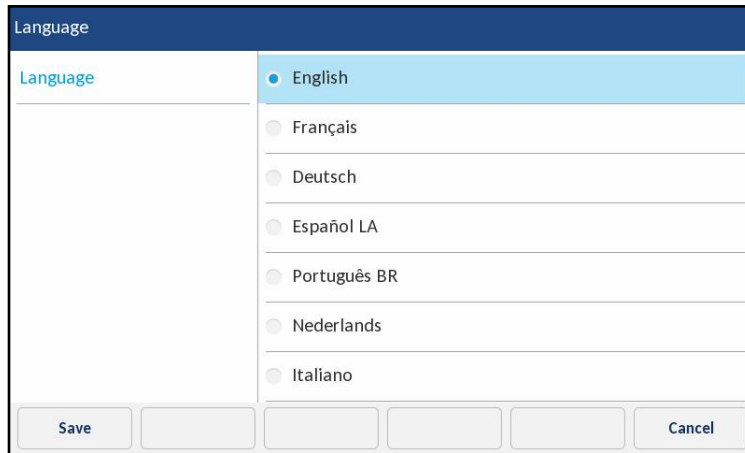 Language
Language
English
Français
Deutsch
Español LA
Português BR
Nederlands
Italiano
Save
Cancel